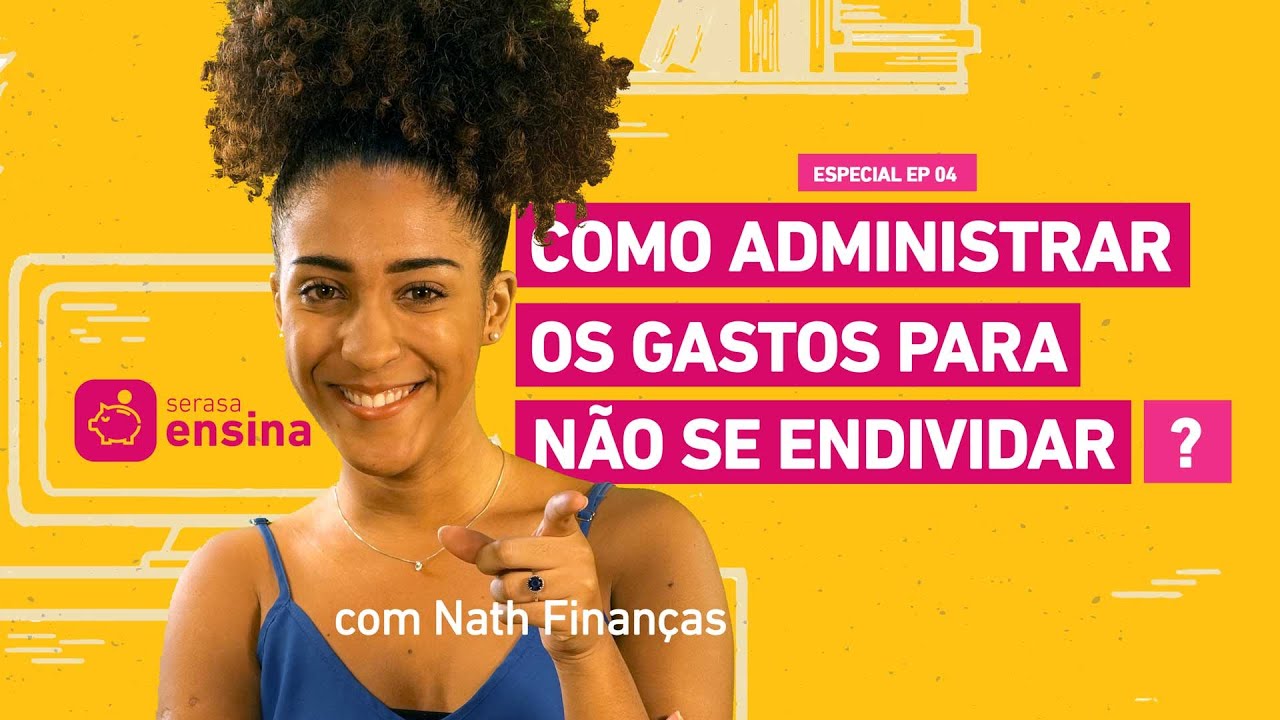 ESPECIAL EP 04
COMO ADMINISTRAR
OS GASTOS PARA
NÃO SE ENDIVIDAR ?
serasa
ensina
com Nath Finanças